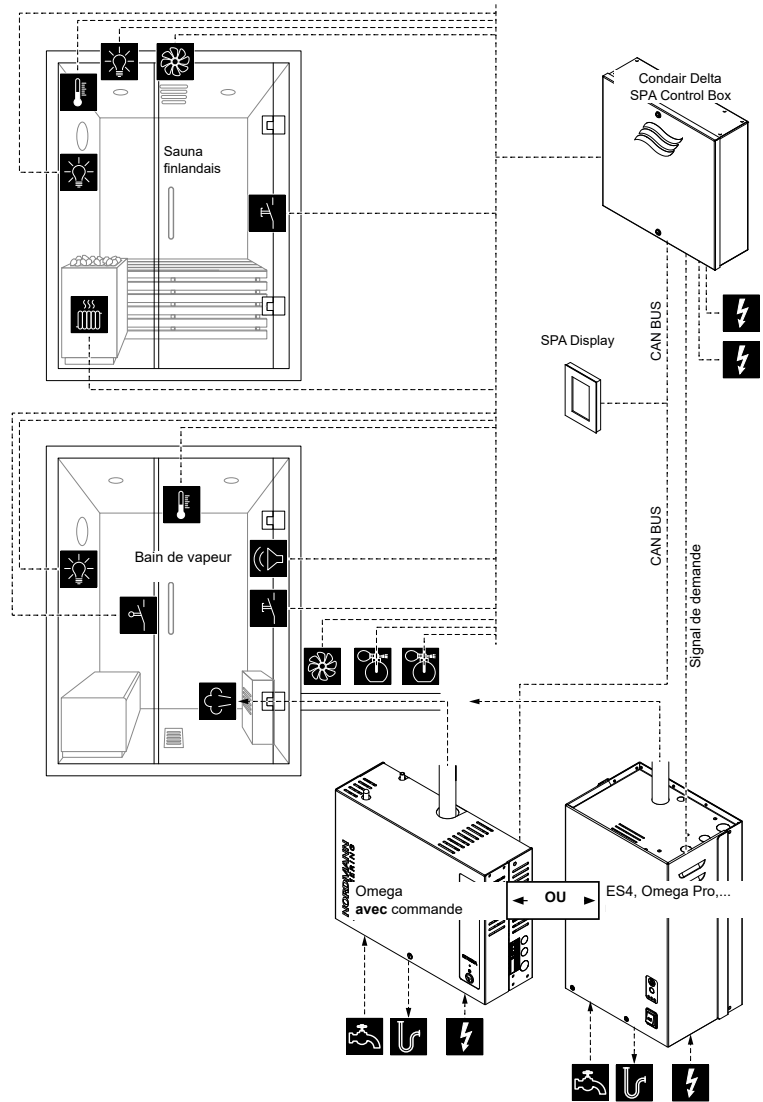 Condair Delta
SPA Control Box
Sauna
finlandais
CAN BUS
SPA Display
Bain de vapeur
CAN BUS
Signal de demande
NORDMANN
Omega
avec commande
OU
ES4, Omega Pro,...